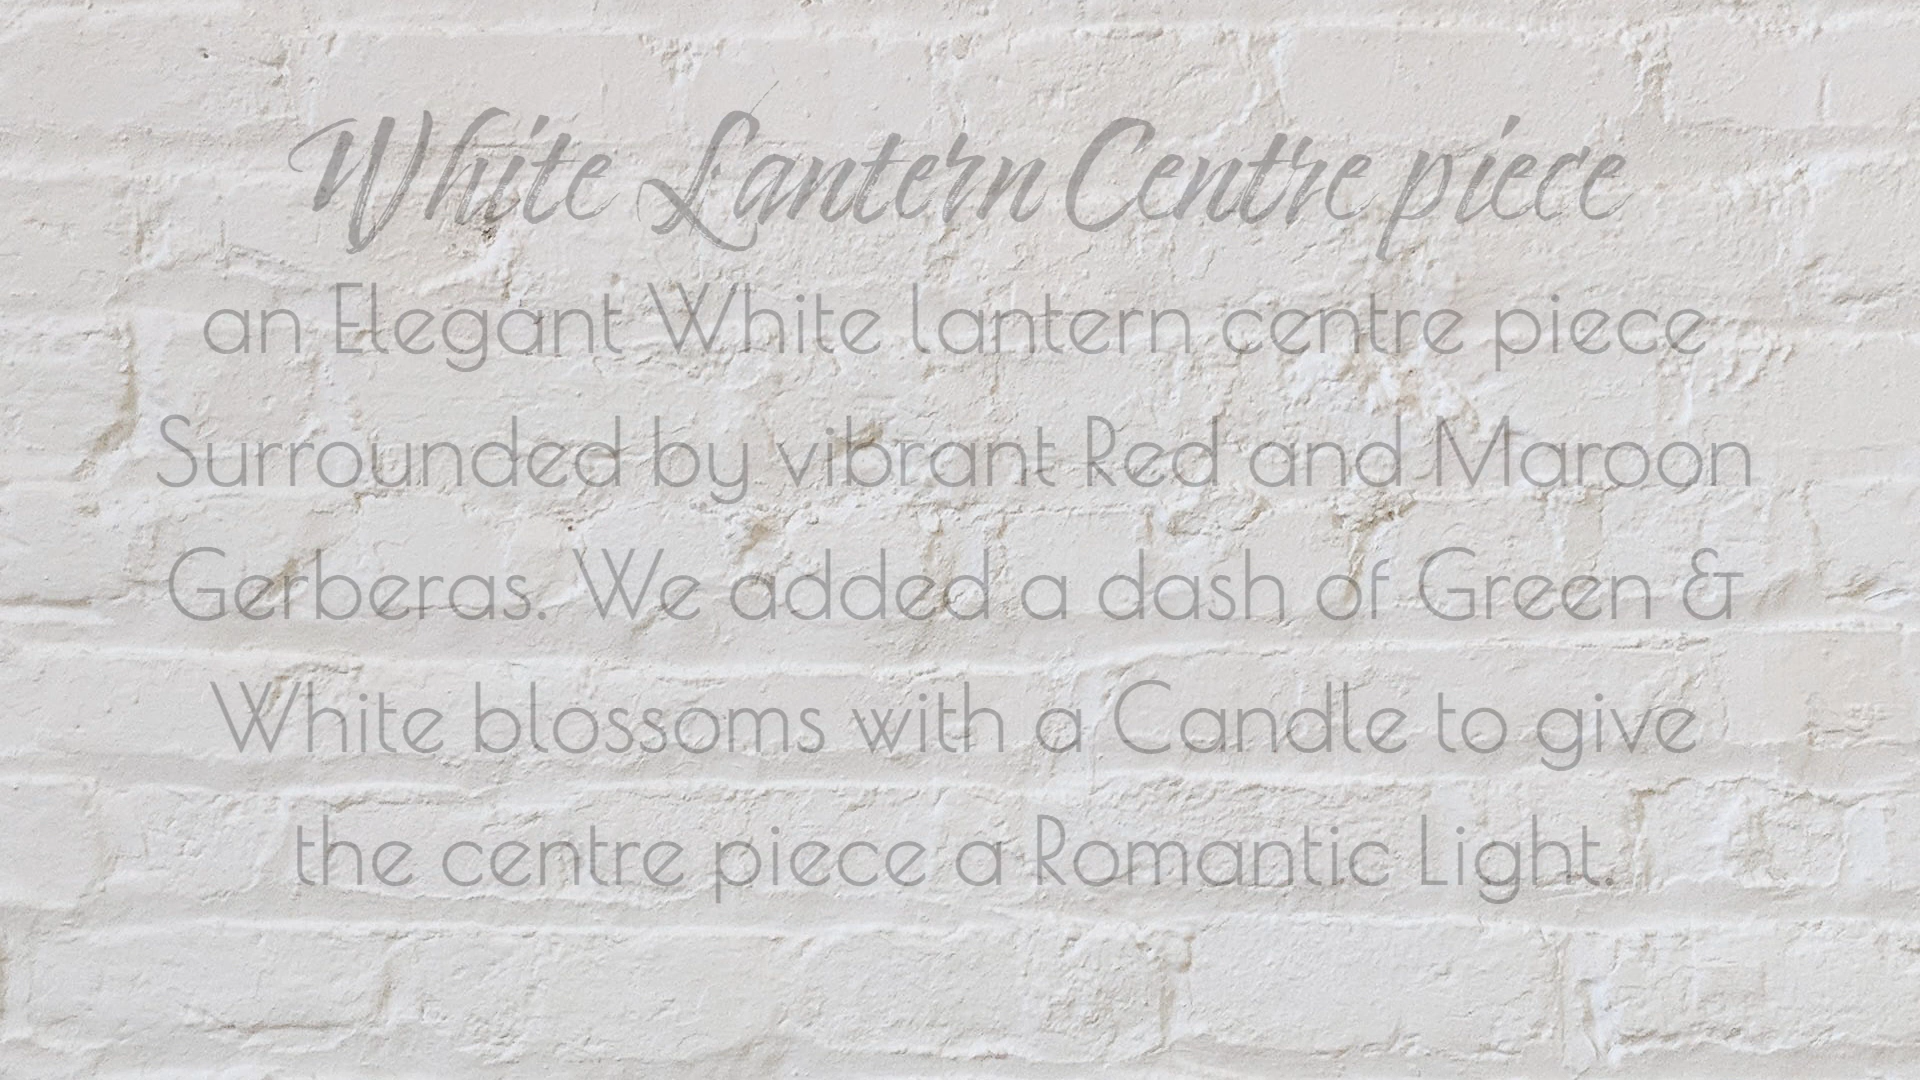 White Lantern Centre piece
an Elegant White lantern centre piece
Surrounded by vibrant Red and Maroon
Gerberas. We added a dash of Green &
White blossoms with a Candle to give
the centre piece a Romantic Light.